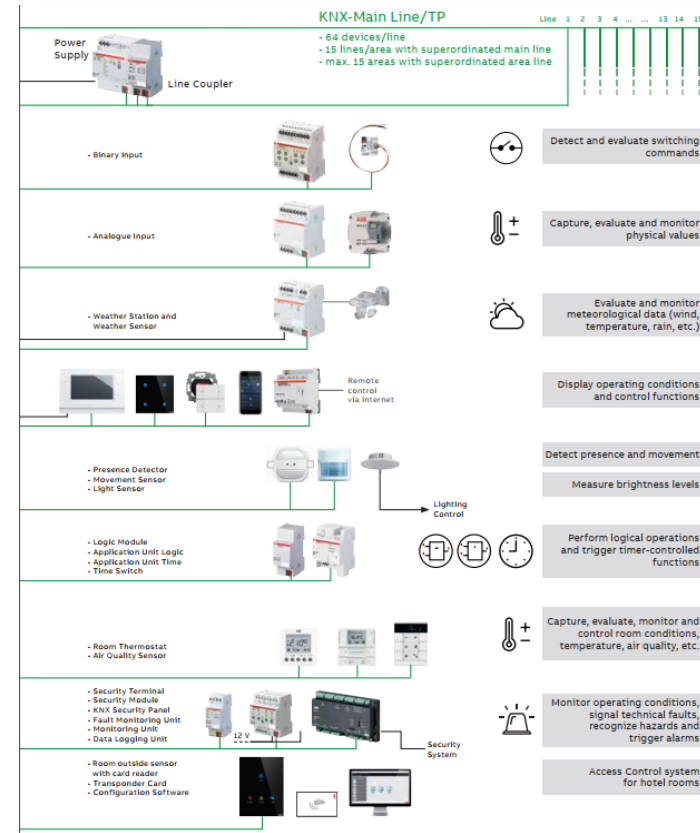 KNX-Main Line/TP
Line 1 2 3 4 ... ... 13 14 15
- 64 devices/line
- 15 lines/area with superordinated main line
- max. 15 areas with superordinated area line
Power
Supply
Line Coupler
- Binary Input
Detect and evaluate switching
commands
- Analogue Input
ABB
Capture, evaluate and monitor
physical values
- Weather Station and
Weather Sensor
Evaluate and monitor
meteorological data (wind,
temperature, rain, etc.)
Remote
control
via Internet
Display operating conditions
and control functions
- Presence Detector
- Movement Sensor
- Light Sensor
Lighting
Control
Detect presence and movement
Measure brightness levels
- Logic Module
- Application Unit Logic
- Application Unit Time
- Time Switch
Perform logical operations
and trigger timer-controlled
functions
- Room Thermostat
- Air Quality Sensor
Capture, evaluate, monitor and
control room conditions,
temperature, air quality, etc.
- Security Terminal
- Security Module
- KNX Security Panel
- Fault Monitoring Unit
- Monitoring Unit
- Data Logging Unit
12 V
Security
System
Monitor operating conditions,
signal technical faults,
recognize hazards and
trigger alarms
- Room outside sensor
with card reader
- Transponder Card
- Configuration Software
Access Control system
for hotel rooms